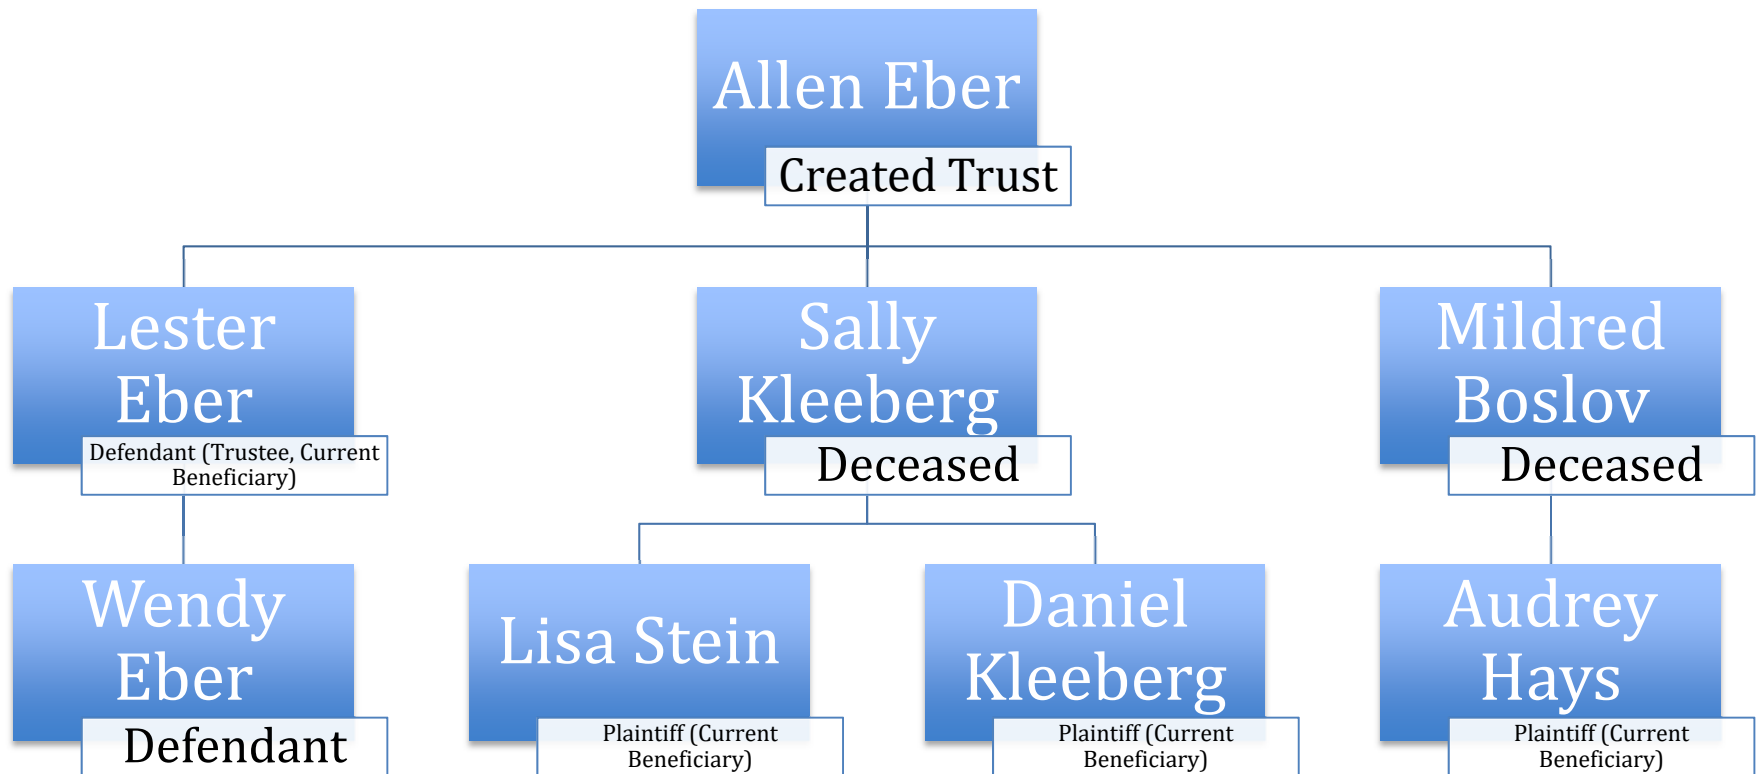 Allen Eber
Created Trust
Lester
Eber
Defendant (Trustee, Current
Beneficiary)
Sally
Kleeberg
Deceased
Mildred
Boslov
Deceased
Wendy
Eber
Defendant
Lisa Stein
Plaintiff (Current
Beneficiary)
Daniel
Kleeberg
Plaintiff (Current
Beneficiary)
Audrey
Hays
Plaintiff (Current
Beneficiary)